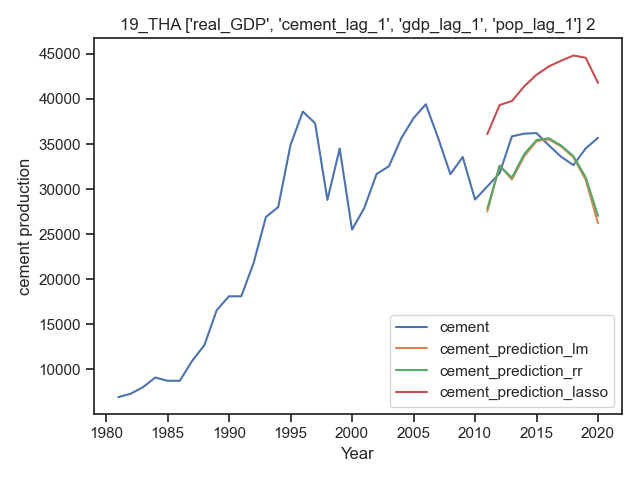 19_THA ['real_GDP', 'cement_lag_1', 'gdp_lag_1', 'pop_lag_1'] 2
45000
40000
35000
30000
25000
20000
15000
10000
cement production
1980
1985
1990
1995
2000
2005
2010
2015
2020
Year
cement
cement_prediction_lm
cement_prediction_rr
cement_prediction_lasso